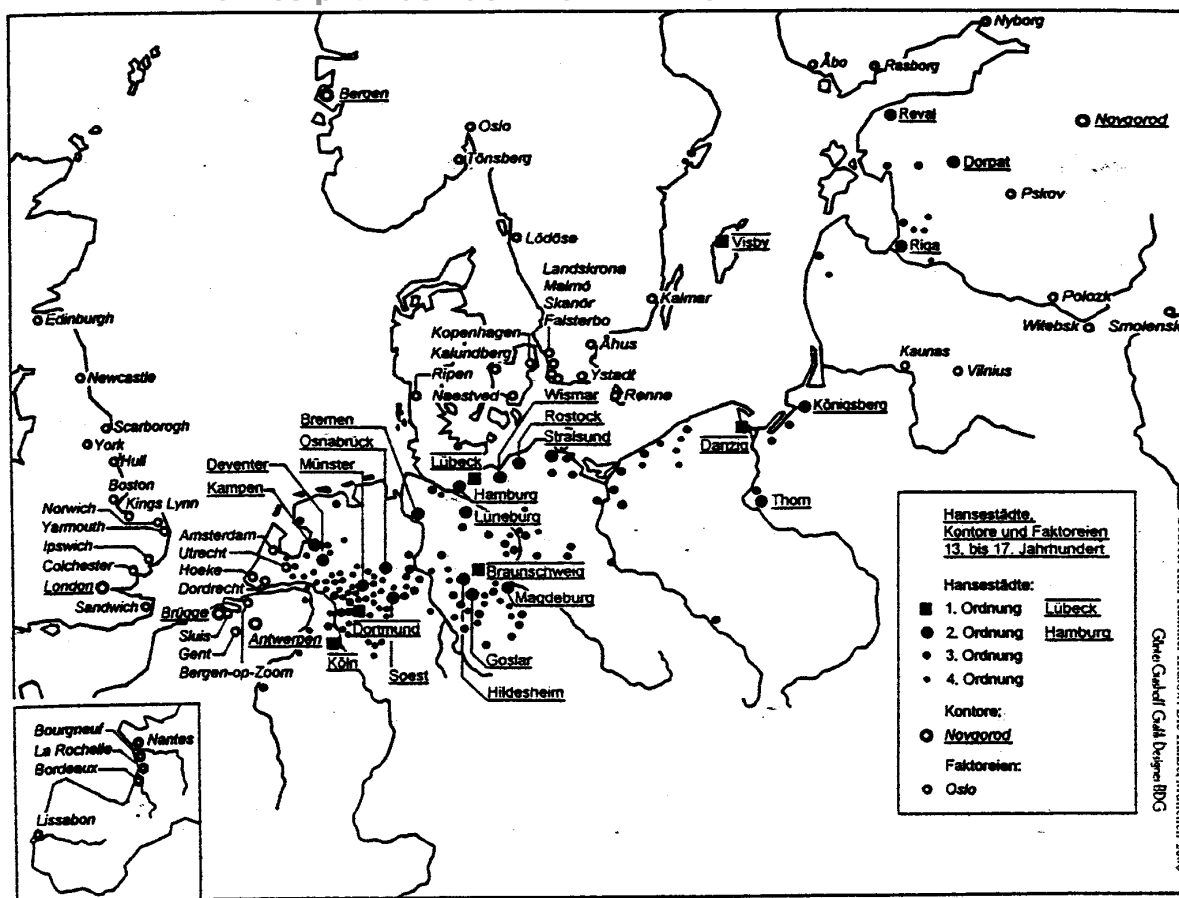 Nyborg
Åbo
Rasborg
Bergen
Reval
Novgorod
Oslo
Tönsberg
Dorpat
Pskov
Lödöse
Visby
Riga
Landskrona
Malmö
Skanör
Falsterbo
Kalmar
Polozk
Witebsk
Smolensk
Edinburgh
Kopenhagen
Kalundberg
Ripen
Naestved
Åhus
Ystadt
Renne
Kaunas
Vilnius
Newcastle
Wismar
Rostock
Stralsund
Königsberg
Danzig
Scarborogh
York
Hull
Boston
Kings Lynn
Norwich
Yarmouth
Ipswich
Colchester
London
Sandwich
Bremen
Osnabrück
Münster
Deventer
Kampen
Lübeck
Hamburg
Lüneburg
Thorn
Amsterdam
Utrecht
Hoeke
Dordrecht
Brügge
Sluis
Gent
Bergen-op-Zoom
Antwerpen
Braunschweig
Magdeburg
Dortmund
Köln
Soest
Goslar
Hildesheim
Bourgneuf
Nantes
La Rochelle
Bordeaux
Lissabon
Hansestädte,
Kontore und Faktoreien
13. bis 17. Jahrhundert
Hansestädte:
1. Ordnung Lübeck
2. Ordnung Hamburg
3. Ordnung
4. Ordnung
Kontore:
Novgorod
Faktoreien:
Oslo